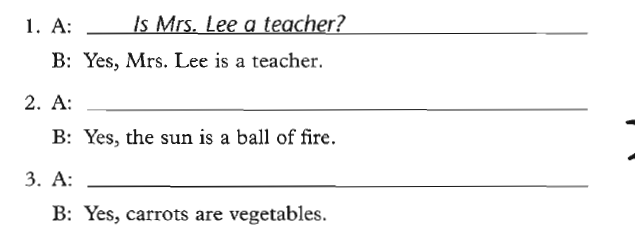 1. A: Is Mrs. Lee a teacher?
B: Yes, Mrs. Lee is a teacher.
2. A:
B: Yes, the sun is a ball of fire.
3. A:
B: Yes, carrots are vegetables.